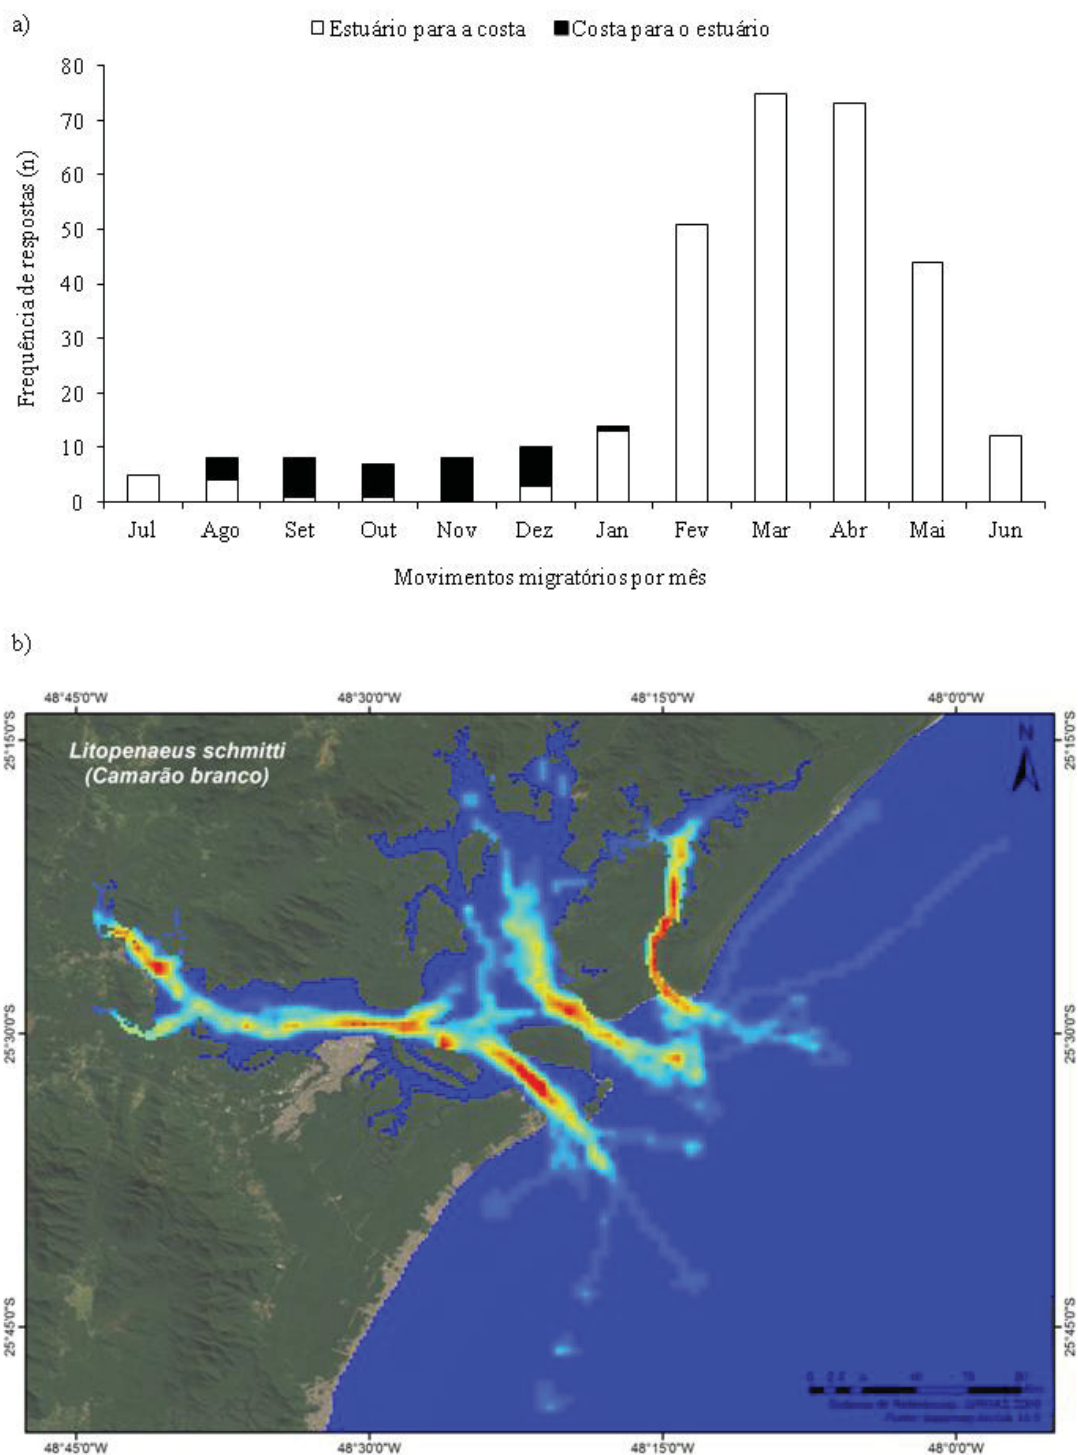 a)
Estuário para a costa Costa para o estuário
80
70
60
50
40
30
20
10
0
Frequência de respostas (n)
Jul Ago Set Out Nov Dez Jan Fev Mar Abr Mai Jun
Movimentos migratórios por mês
b)
48°45'0"W 48°30'0"W 48°15'0"W 48°0'0"W
25°15'0"S 25°15'0"S
Litopenaeus schmitti
(Camarão branco)
N
25°30'0"S 25°30'0"S
25°45'0"S 25°45'0"S
48°45'0"W 48°30'0"W 48°15'0"W 48°0'0"W